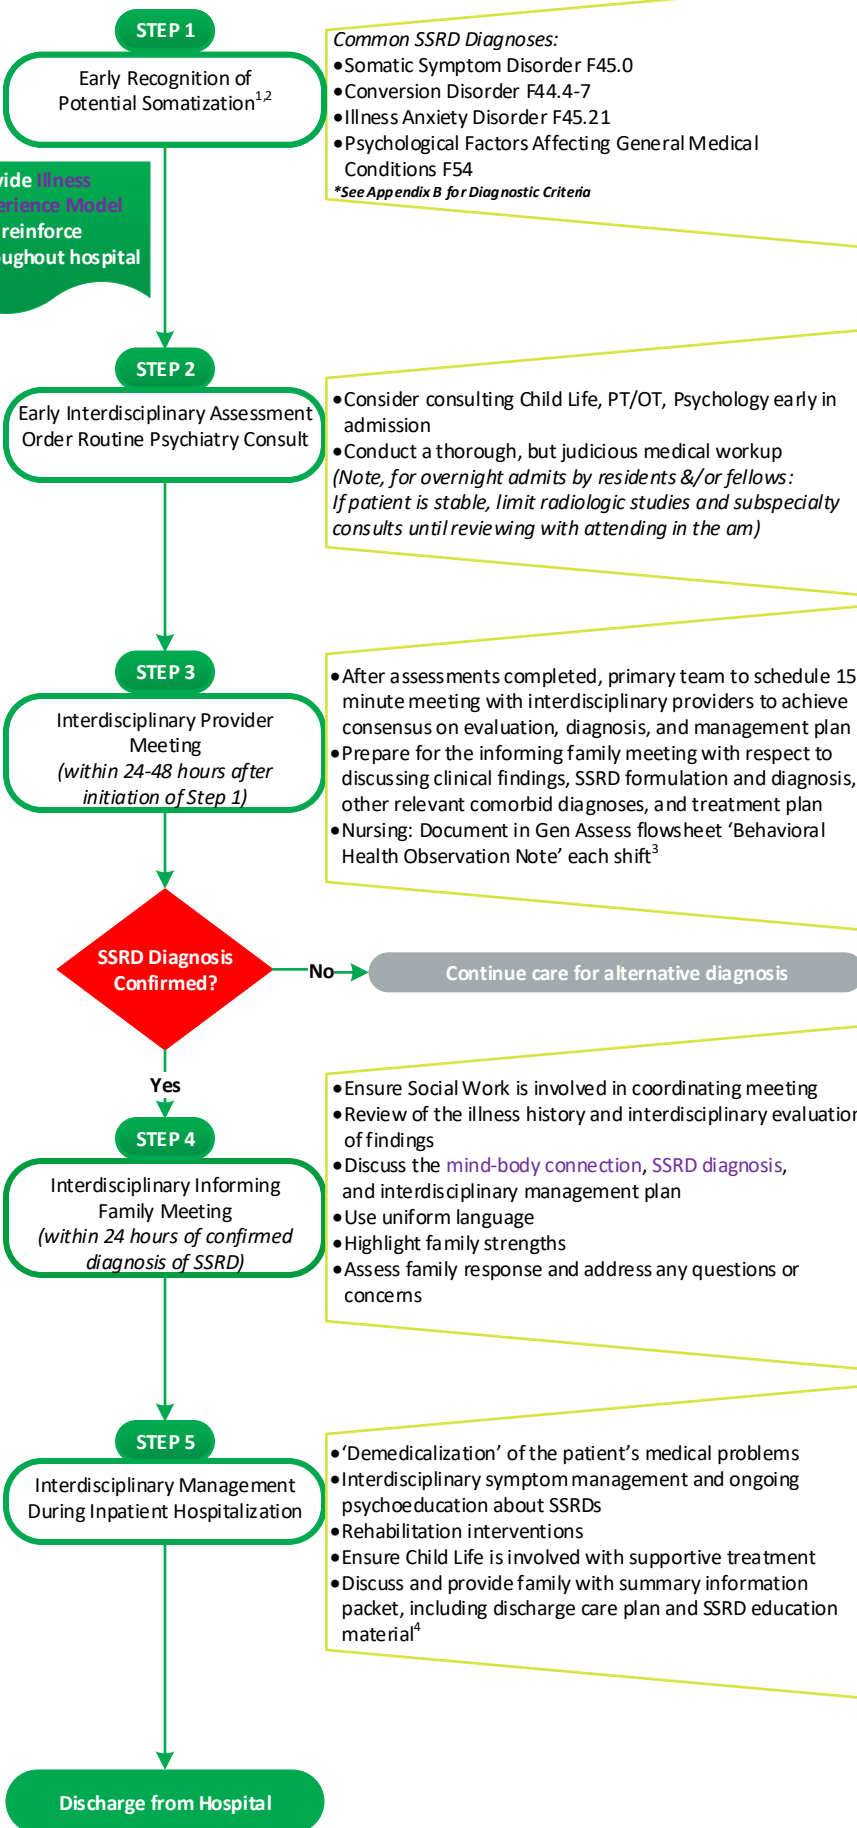 STEP 1
Early Recognition of
Potential Somatization1,2
Common SSRD Diagnoses:
•Somatic Symptom Disorder F45.0
•Conversion Disorder F44.4-7
•Illness Anxiety Disorder F45.21
•Psychological Factors Affecting General Medical
Conditions F54
*See Appendix B for Diagnostic Criteria
Illness
Model
reinforce
hospital
STEP 2
Early Interdisciplinary Assessment
Order Routine Psychiatry Consult
•Consider consulting Child Life, PT/OT, Psychology early in
admission
•Conduct a thorough, but judicious medical workup
(Note, for overnight admits by residents &/or fellows:
If patient is stable, limit radiologic studies and subspecialty
consults until reviewing with attending in the am)
STEP 3
Interdisciplinary Provider
Meeting
(within 24-48 hours after
initiation of Step 1)
•After assessments completed, primary team to schedule 15
minute meeting with interdisciplinary providers to achieve
consensus on evaluation, diagnosis, and management plan
•Prepare for the informing family meeting with respect to
discussing clinical findings, SSRD formulation and diagnosis,
other relevant comorbid diagnoses, and treatment plan
•Nursing: Document in Gen Assess flowsheet ‘Behavioral
Health Observation Note’ each shift3
SSRD Diagnosis
Confirmed?
No
Continue care for alternative diagnosis
Yes
STEP 4
Interdisciplinary Informing
Family Meeting
(within 24 hours of confirmed
diagnosis of SSRD)
•Ensure Social Work is involved in coordinating meeting
•Review of the illness history and interdisciplinary evaluation
of findings
•Discuss the mind-body connection, SSRD diagnosis,
and interdisciplinary management plan
•Use uniform language
•Highlight family strengths
•Assess family response and address any questions or
concerns
STEP 5
Interdisciplinary Management
During Inpatient Hospitalization
•‘Demedicalization’ of the patient’s medical problems
•Interdisciplinary symptom management and ongoing
psychoeducation about SSRDs
•Rehabilitation interventions
•Ensure Child Life is involved with supportive treatment
•Discuss and provide family with summary information
packet, including discharge care plan and SSRD education
material4
Discharge from Hospital